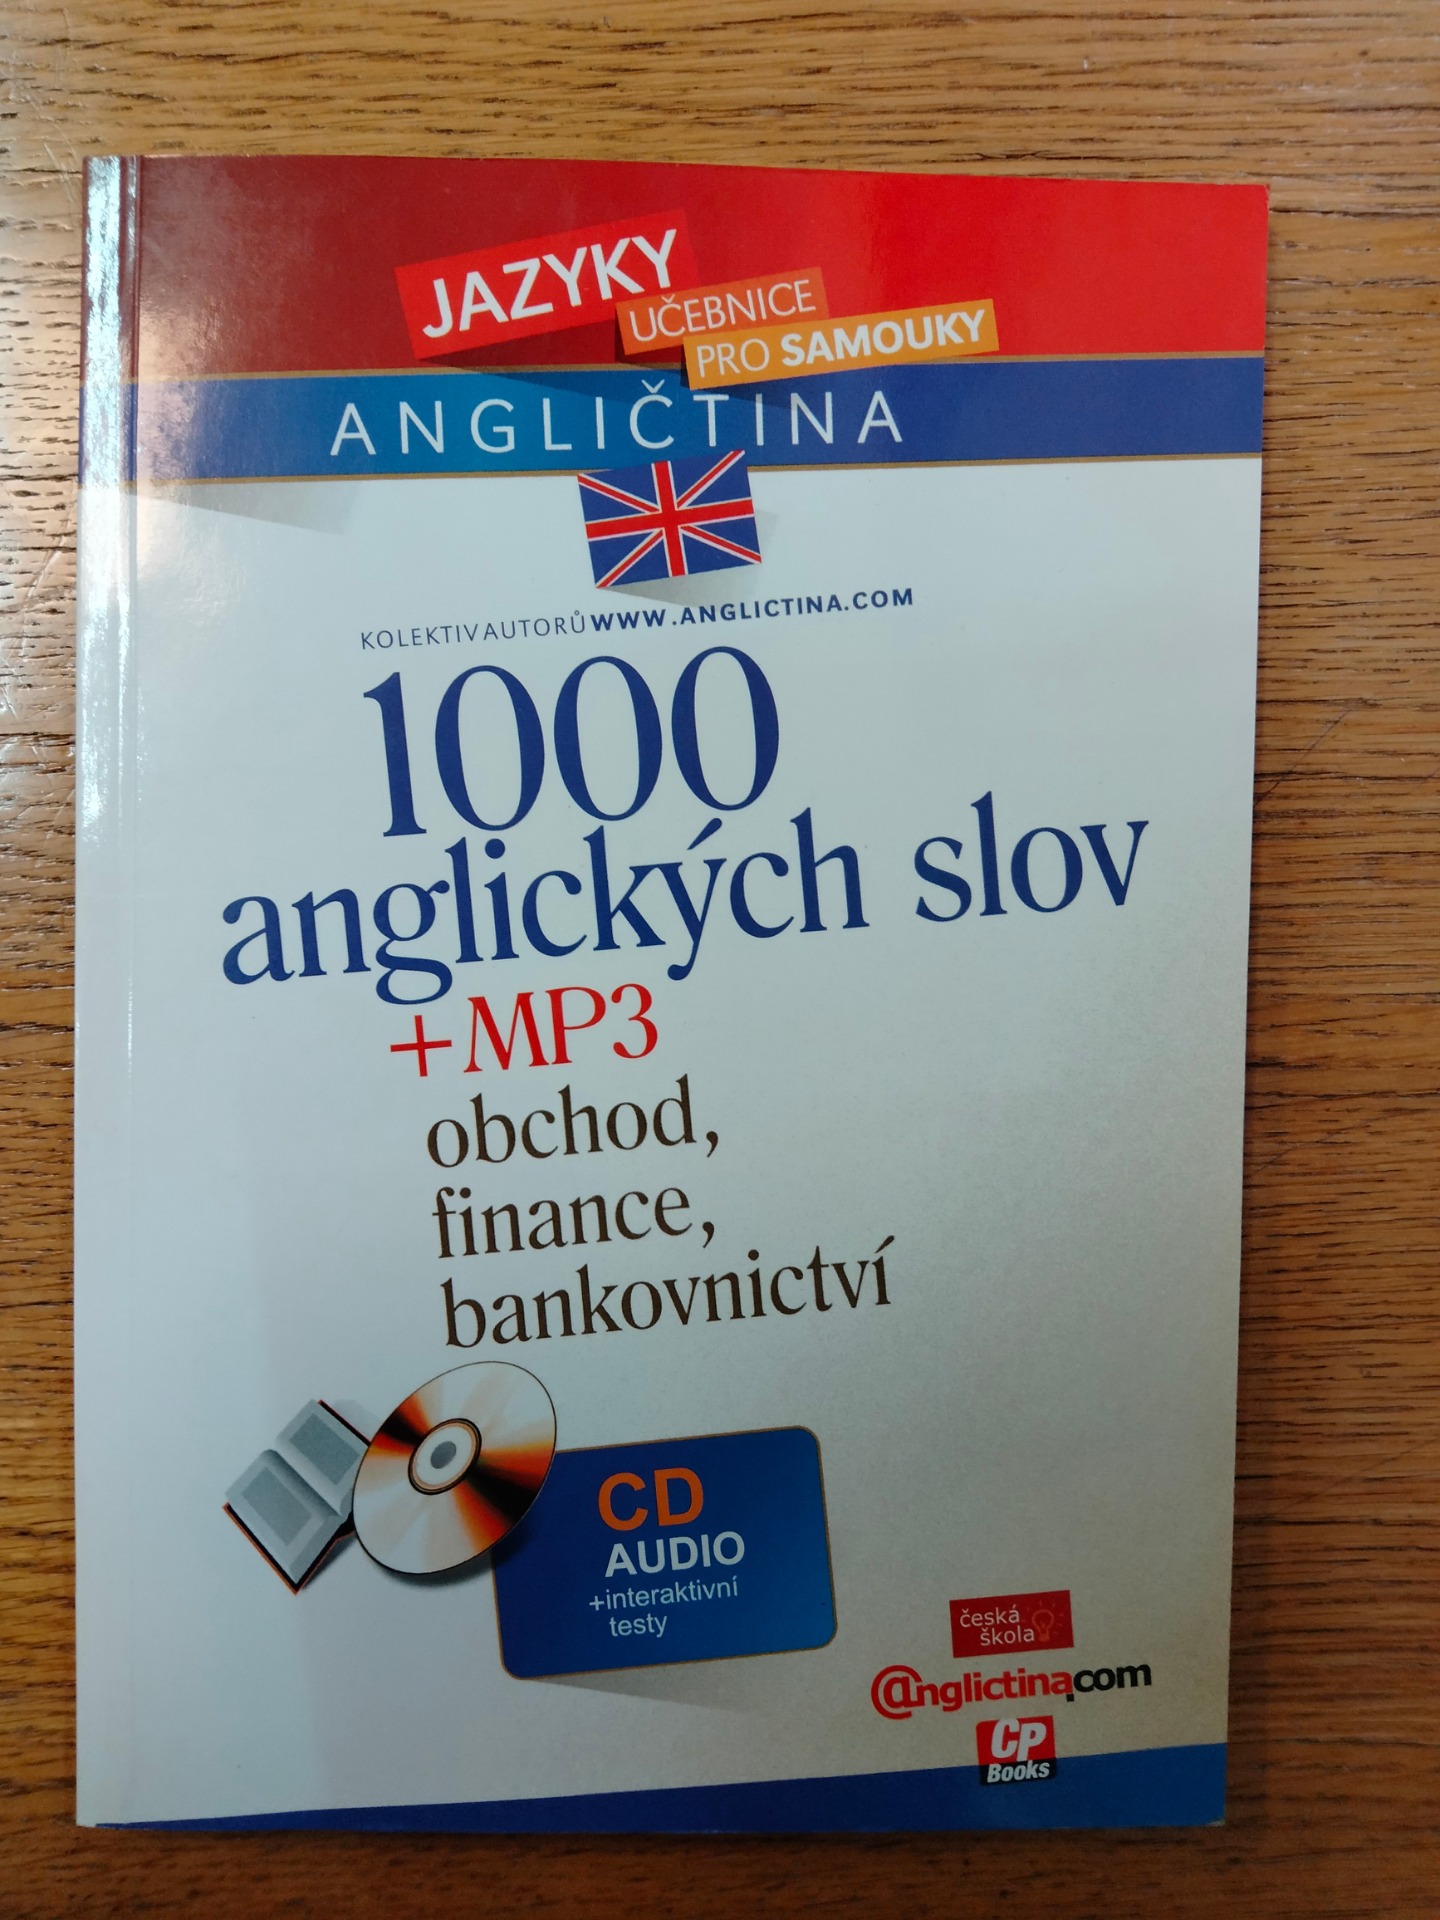 JAZYKY
UČEBNICE
PRO SAMOUKY
ANGLIČTINA
KOLEKTIV AUTORŮ WWW.ANGLICTINA.COM
1000
anglických slov
+MP3
obchod,
finance,
bankovnictví
CD
AUDIO
+interaktivní
testy
česká
škola
@nglictina.com
CP
Books